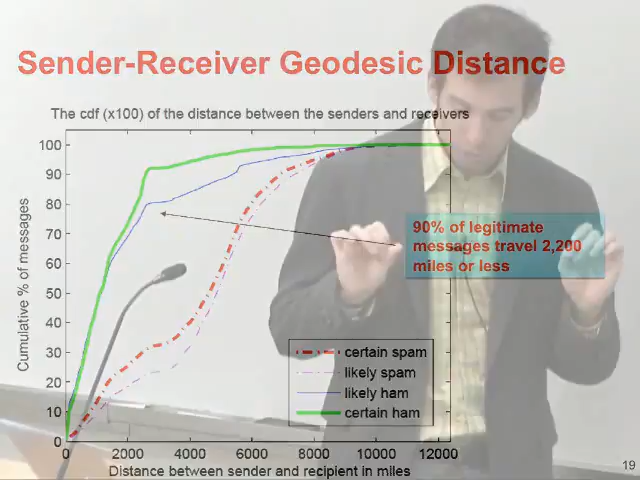 Sender-Receiver Geodesic Distance
The cdf (x100) of the distance between the senders and receivers
Cumulative % of messages
100
90
80
70
60
50
40
30
20
10
0
90% of legitimate
messages travel 2,200
miles or less
certain spam
likely spam
likely ham
certain ham
0 2000 4000 6000 8000 10000 12000
Distance between sender and recipient in miles
19